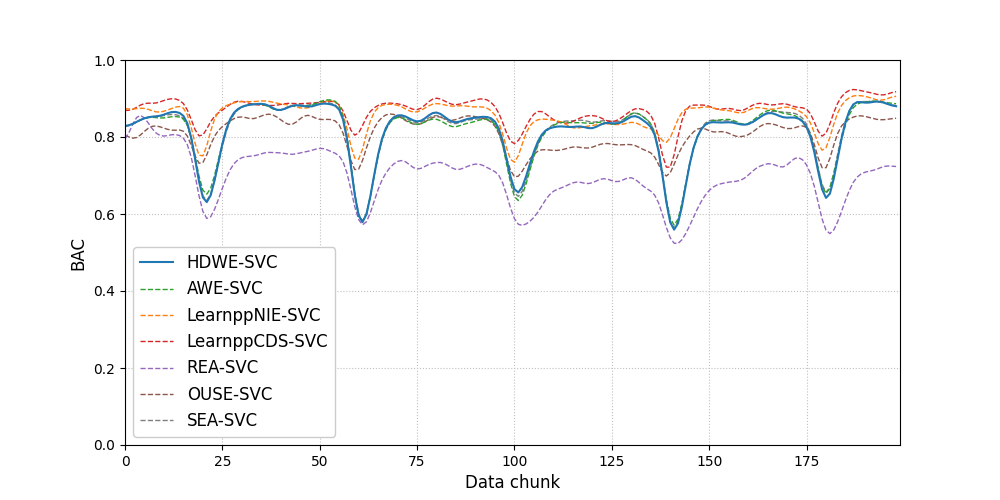 1.0
0.8
0.6
0.4
0.2
0.0
BAC
HDWE-SVC
AWE-SVC
LearnppNIE-SVC
LearnppCDS-SVC
REA-SVC
OUSE-SVC
SEA-SVC
0 25 50 75 100 125 150 175
Data chunk